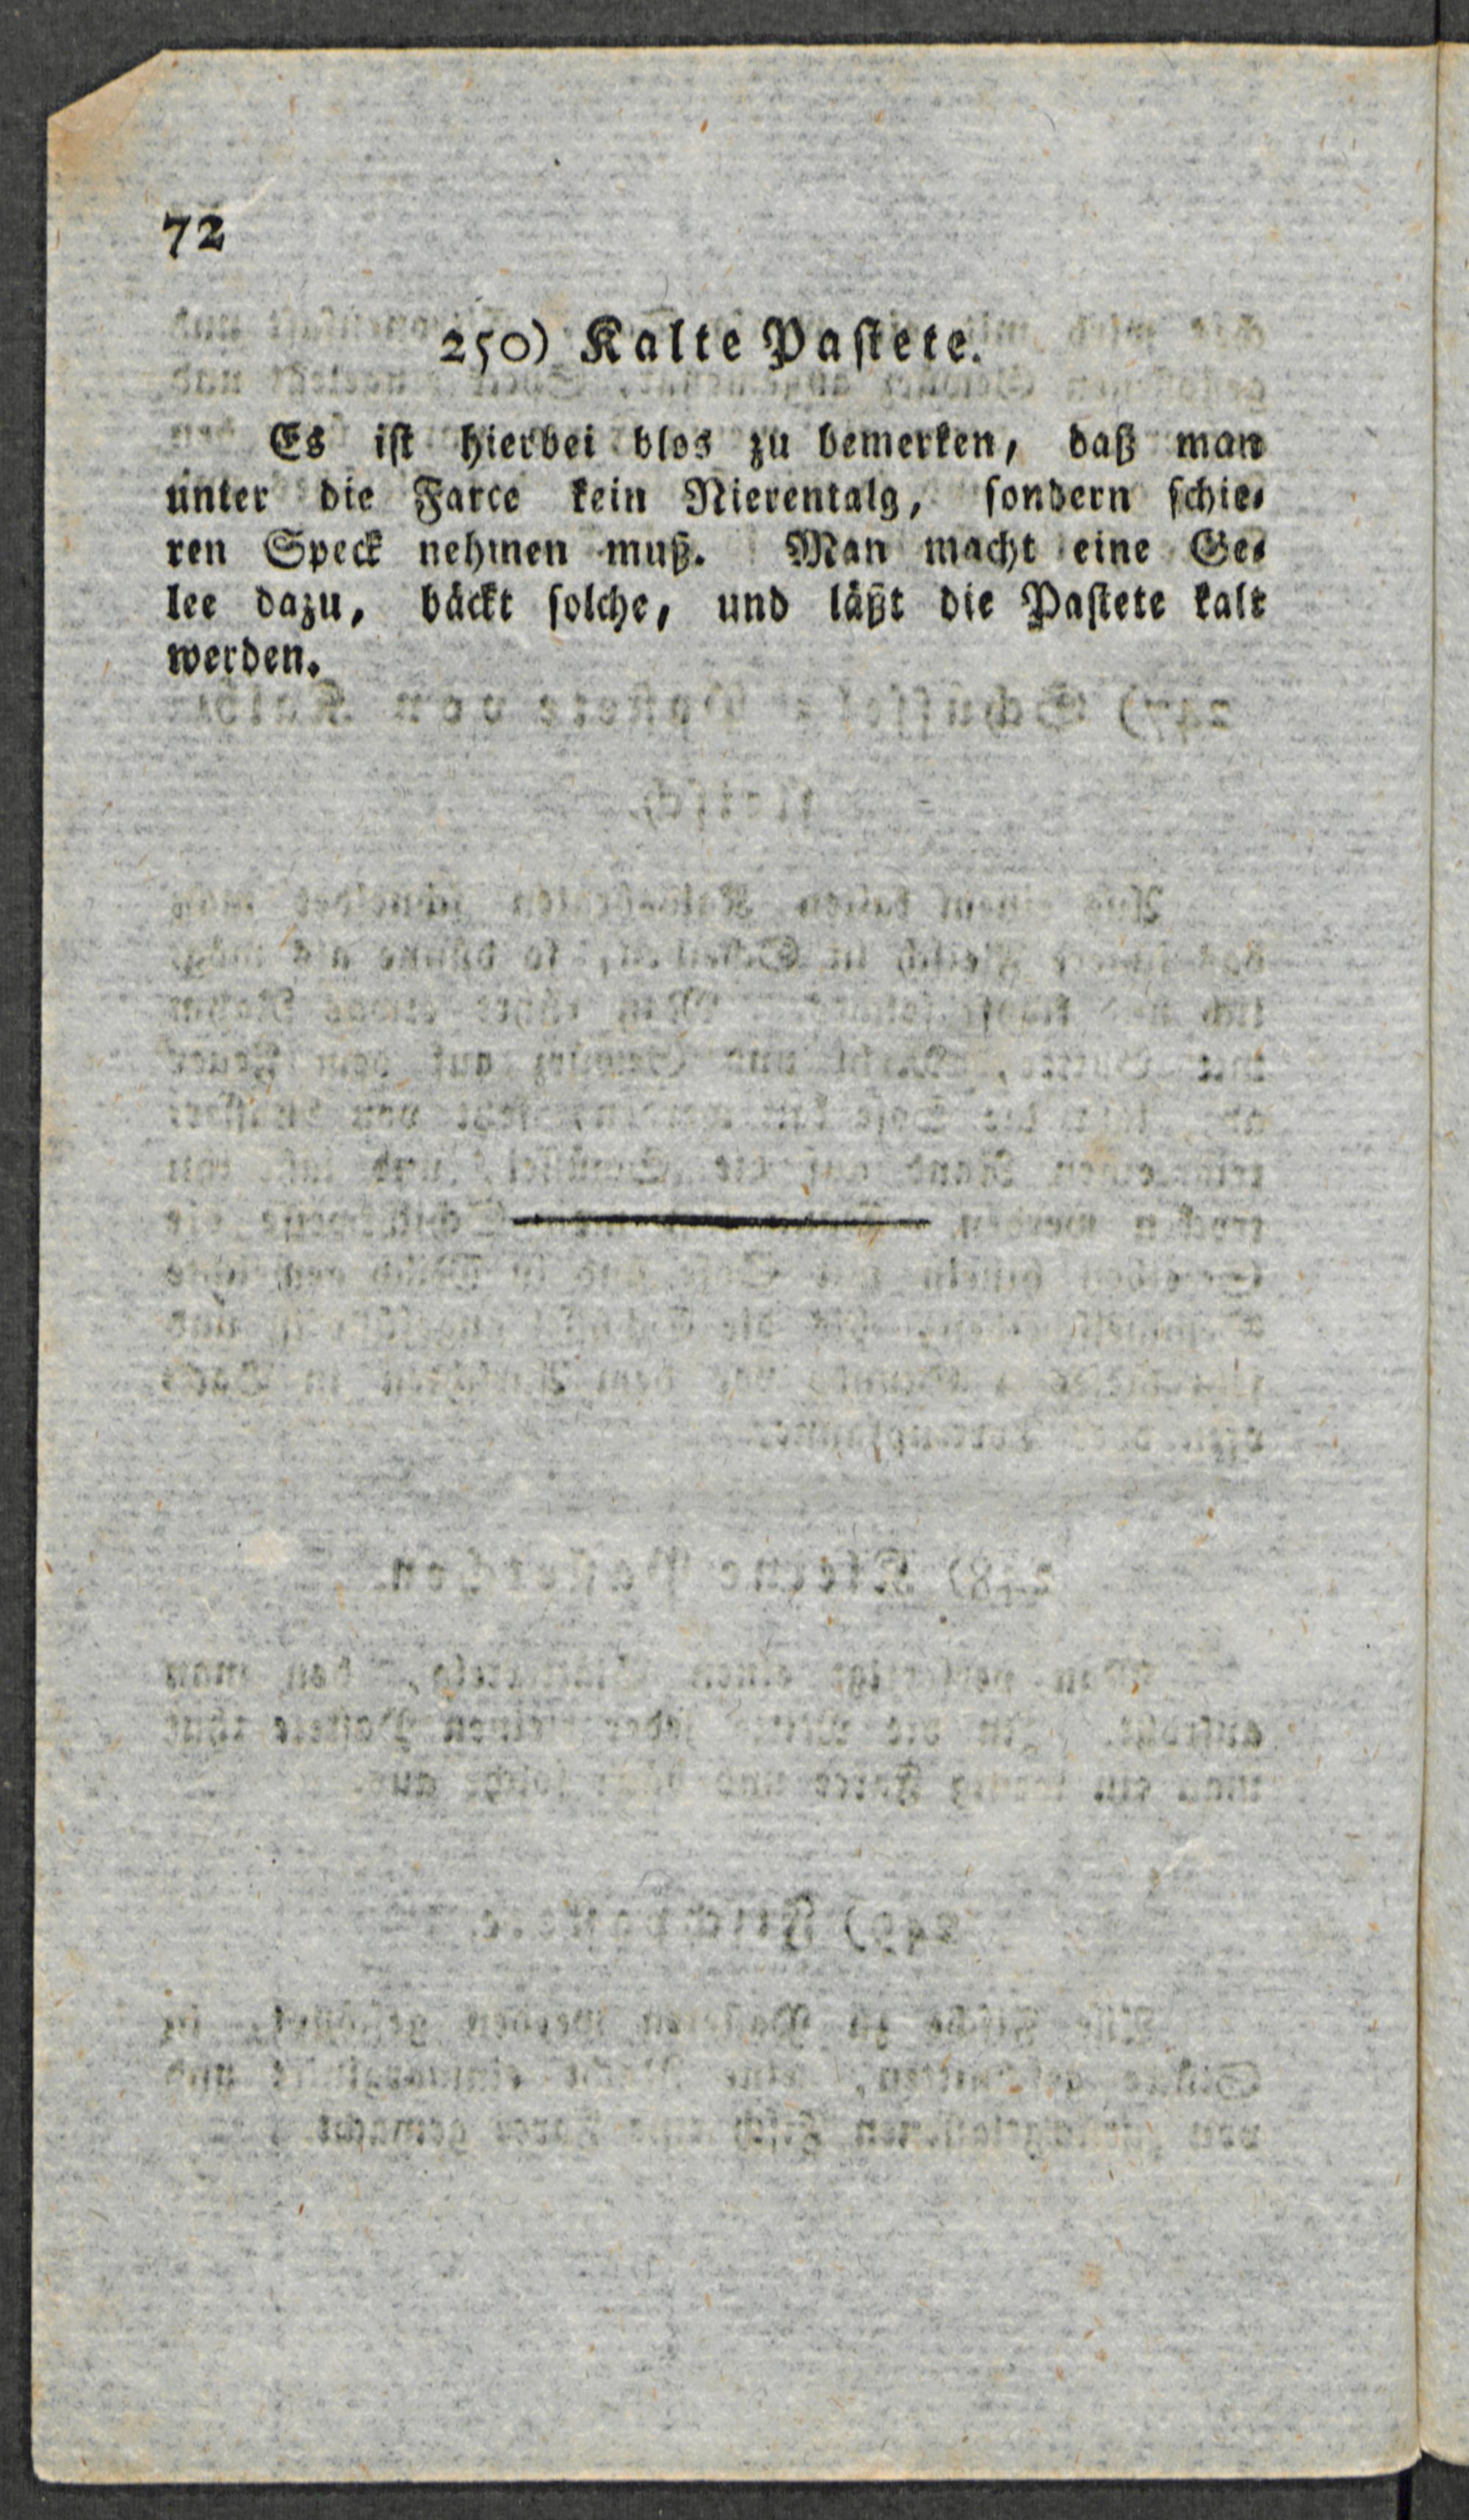 72
250) Kalte Paſtete.
Es iſt hierbei blos zu bemerken, daß man
unter die Farce kein Nierentalg, ſondern ſchie-
ren Speck nehmen muß. Man macht eine Ge-
lee dazu, bäckt ſolche, und läßt die Paſtete kalt
werden.